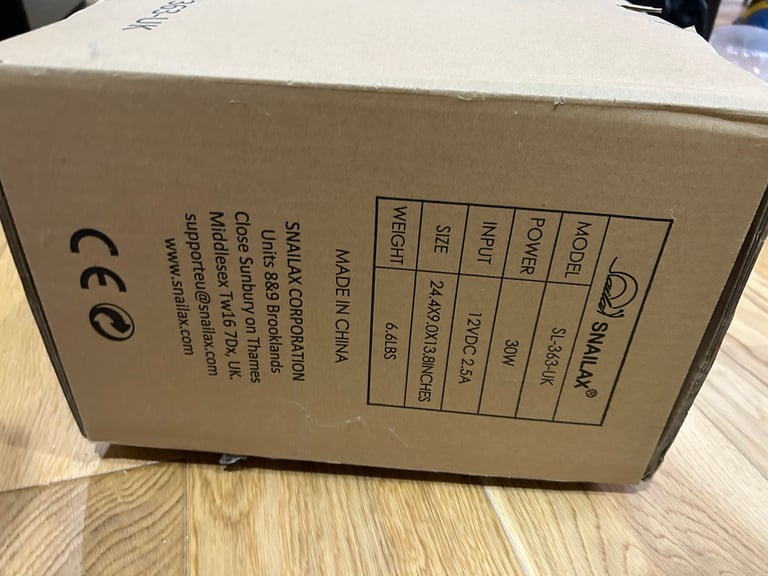 SNAILAX®
MODEL SL-363-UK
POWER 30W
INPUT 12VDC 2.5A
SIZE 24.4X9.0X13.8INCHES
WEIGHT 6.6LBS
MADE IN CHINA
SNAILAX CORPORATION
Units 8&9 Brooklands
Close Sunbury on Thames
Middlesex Tw16 7Dx, UK.
supporteu@snailax.com
www.snailax.com
CE
363-UK